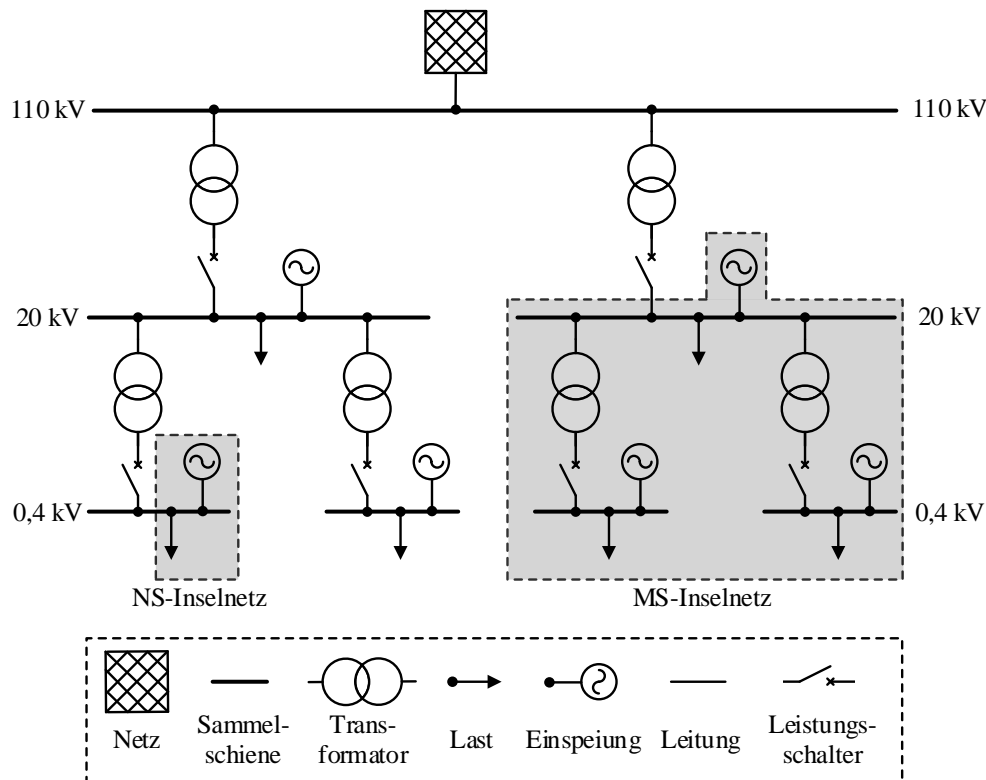 110 kV
110 kV
20 kV
20 kV
0,4 kV
0,4 kV
NS-Inselnetz
MS-Inselnetz
Netz
Sammel-
schiene
Trans-
formator
Last
Einspeiung
Leitung
Leistungs-
schalter